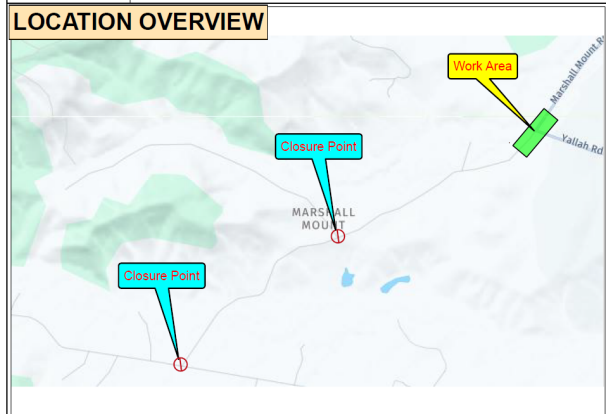 LOCATION OVERVIEW
Work Area
Marshall Mount R
Yallah Rd
Closure Point
MARSHALL
MOUNT
Closure Point